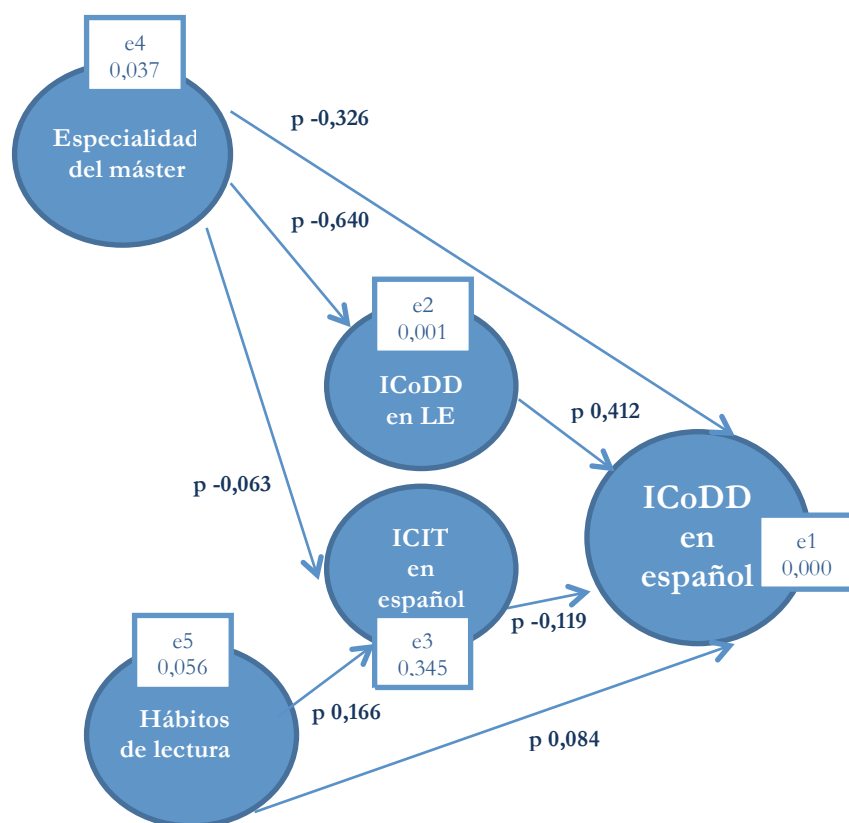 e4
0,037
Especialidad
del máster
p -0,326
p -0,640
e2
0,001
ICoDD
en LE
p 0,412
p -0,063
ICIT
en
español
e3
0,345
ICoDD
en
español
e1
0,000
p -0,119
e5
0,056
Hábitos
de lectura
p 0,166
p 0,084